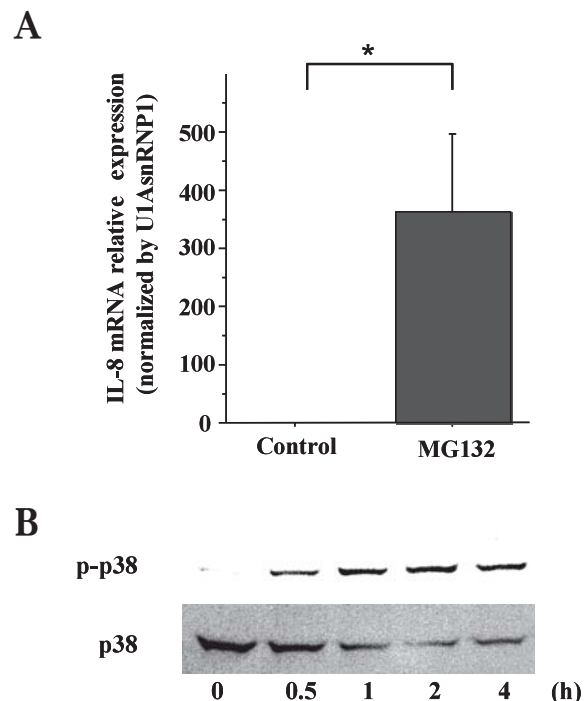 A
*
IL-8 mRNA relative expression
(normalized by U1AsnRNP1)
500
400
300
200
100
0
Control MG132
B
p-p38
p38
0 0.5 1 2 4 (h)